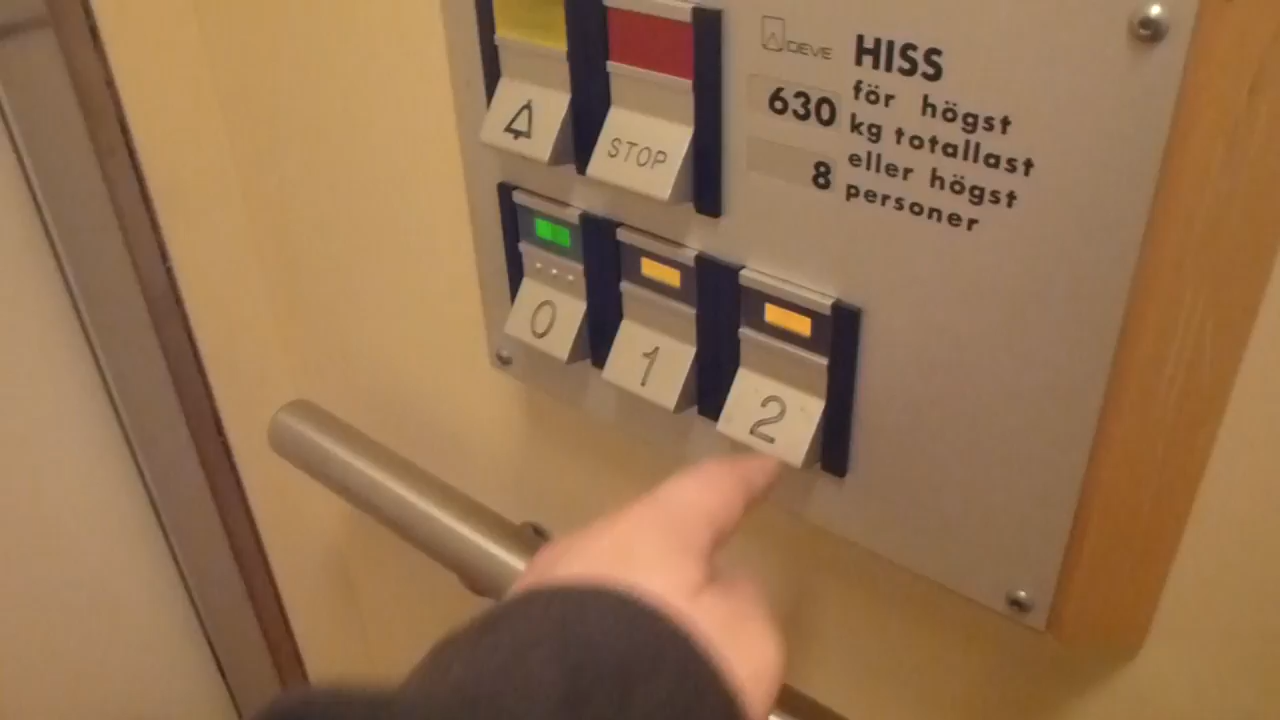 DEVE
HISS
630
för högst
kg totallast
8
eller högst
personer
STOP
0
1
2